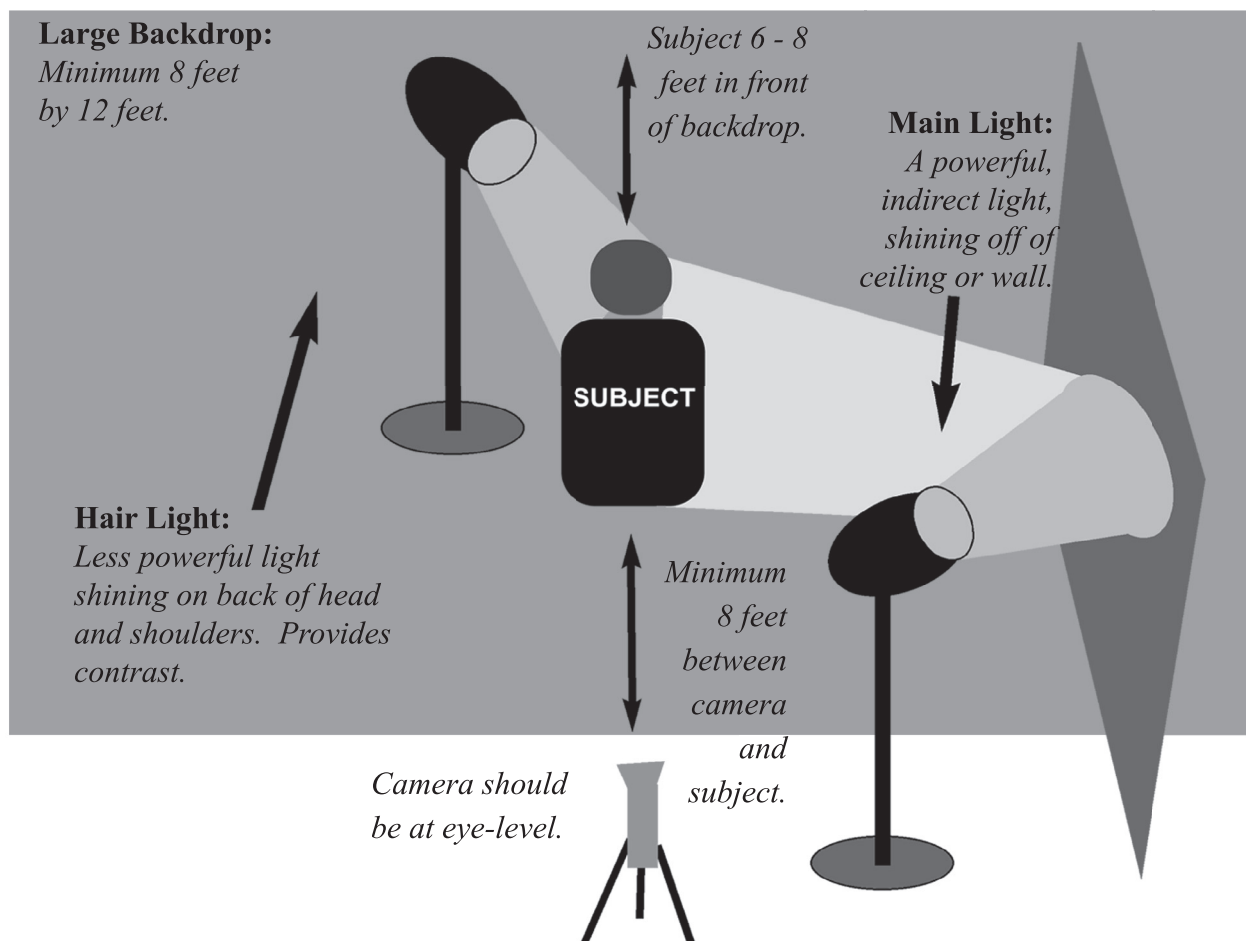 Large Backdrop:
Minimum 8 feet
by 12 feet.
Subject 6 - 8
feet in front
of backdrop.
Main Light:
A powerful,
indirect light,
shining off of
ceiling or wall.
SUBJECT
Hair Light:
Less powerful light
shining on back of head
and shoulders.  Provides
contrast.
Minimum
8 feet
between
camera
and
subject.
Camera should
be at eye-level.